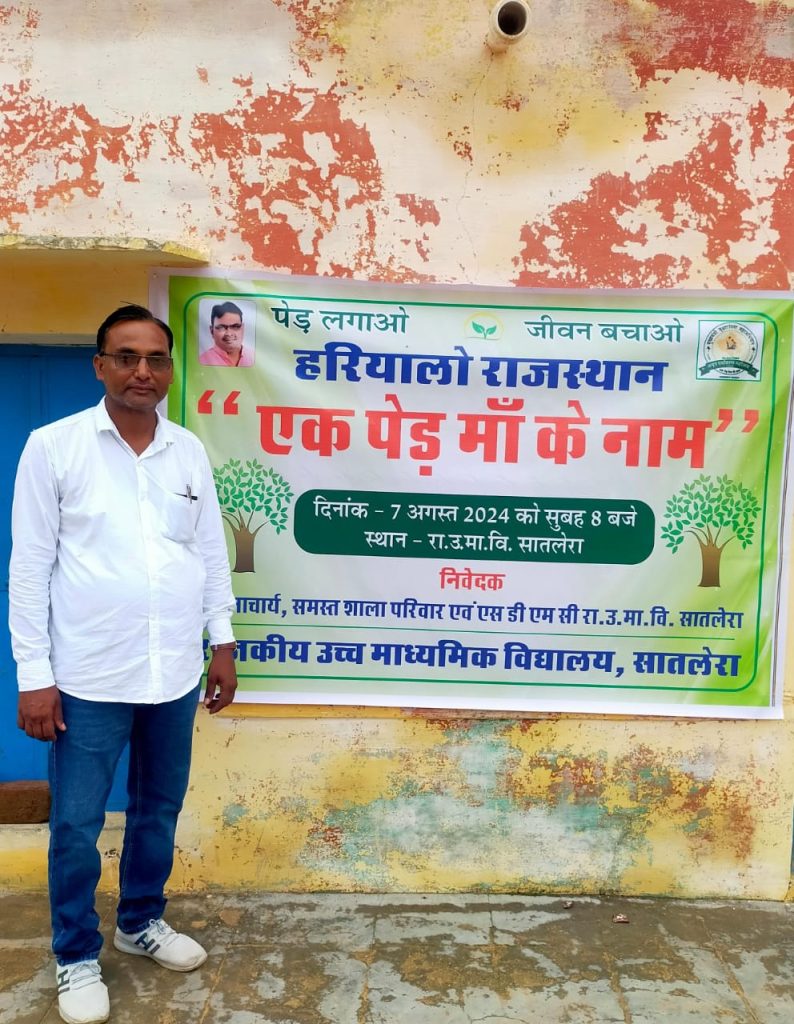 पेड़ लगाओ जीवन बचाओ
हरियालो राजस्थान
“ एक पेड़ माँ के नाम ”
दिनांक - 7 अगस्त 2024 को सुबह 8 बजे
स्थान - रा.उ.मा.वि. सातलेरा
निवेदक
समस्त शाला परिवार एवं एस डी एम सी रा.उ.मा.वि. सातलेरा
उच्च माध्यमिक विद्यालय, सातलेरा